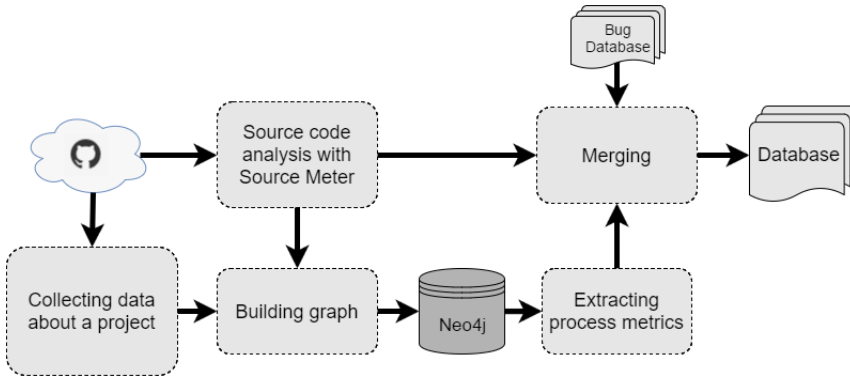 Bug
Database
Source code
analysis with
Source Meter
Merging
Database
Collecting data
about a project
Building graph
Neo4j
Extracting
process metrics